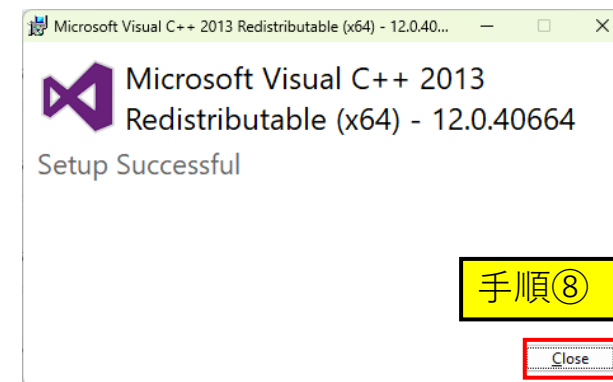 Microsoft Visual C++ 2013 Redistributable (x64) - 12.0.40...
Microsoft Visual C++ 2013
Redistributable (x64) - 12.0.40664
Setup Successful
手順⑧
Close